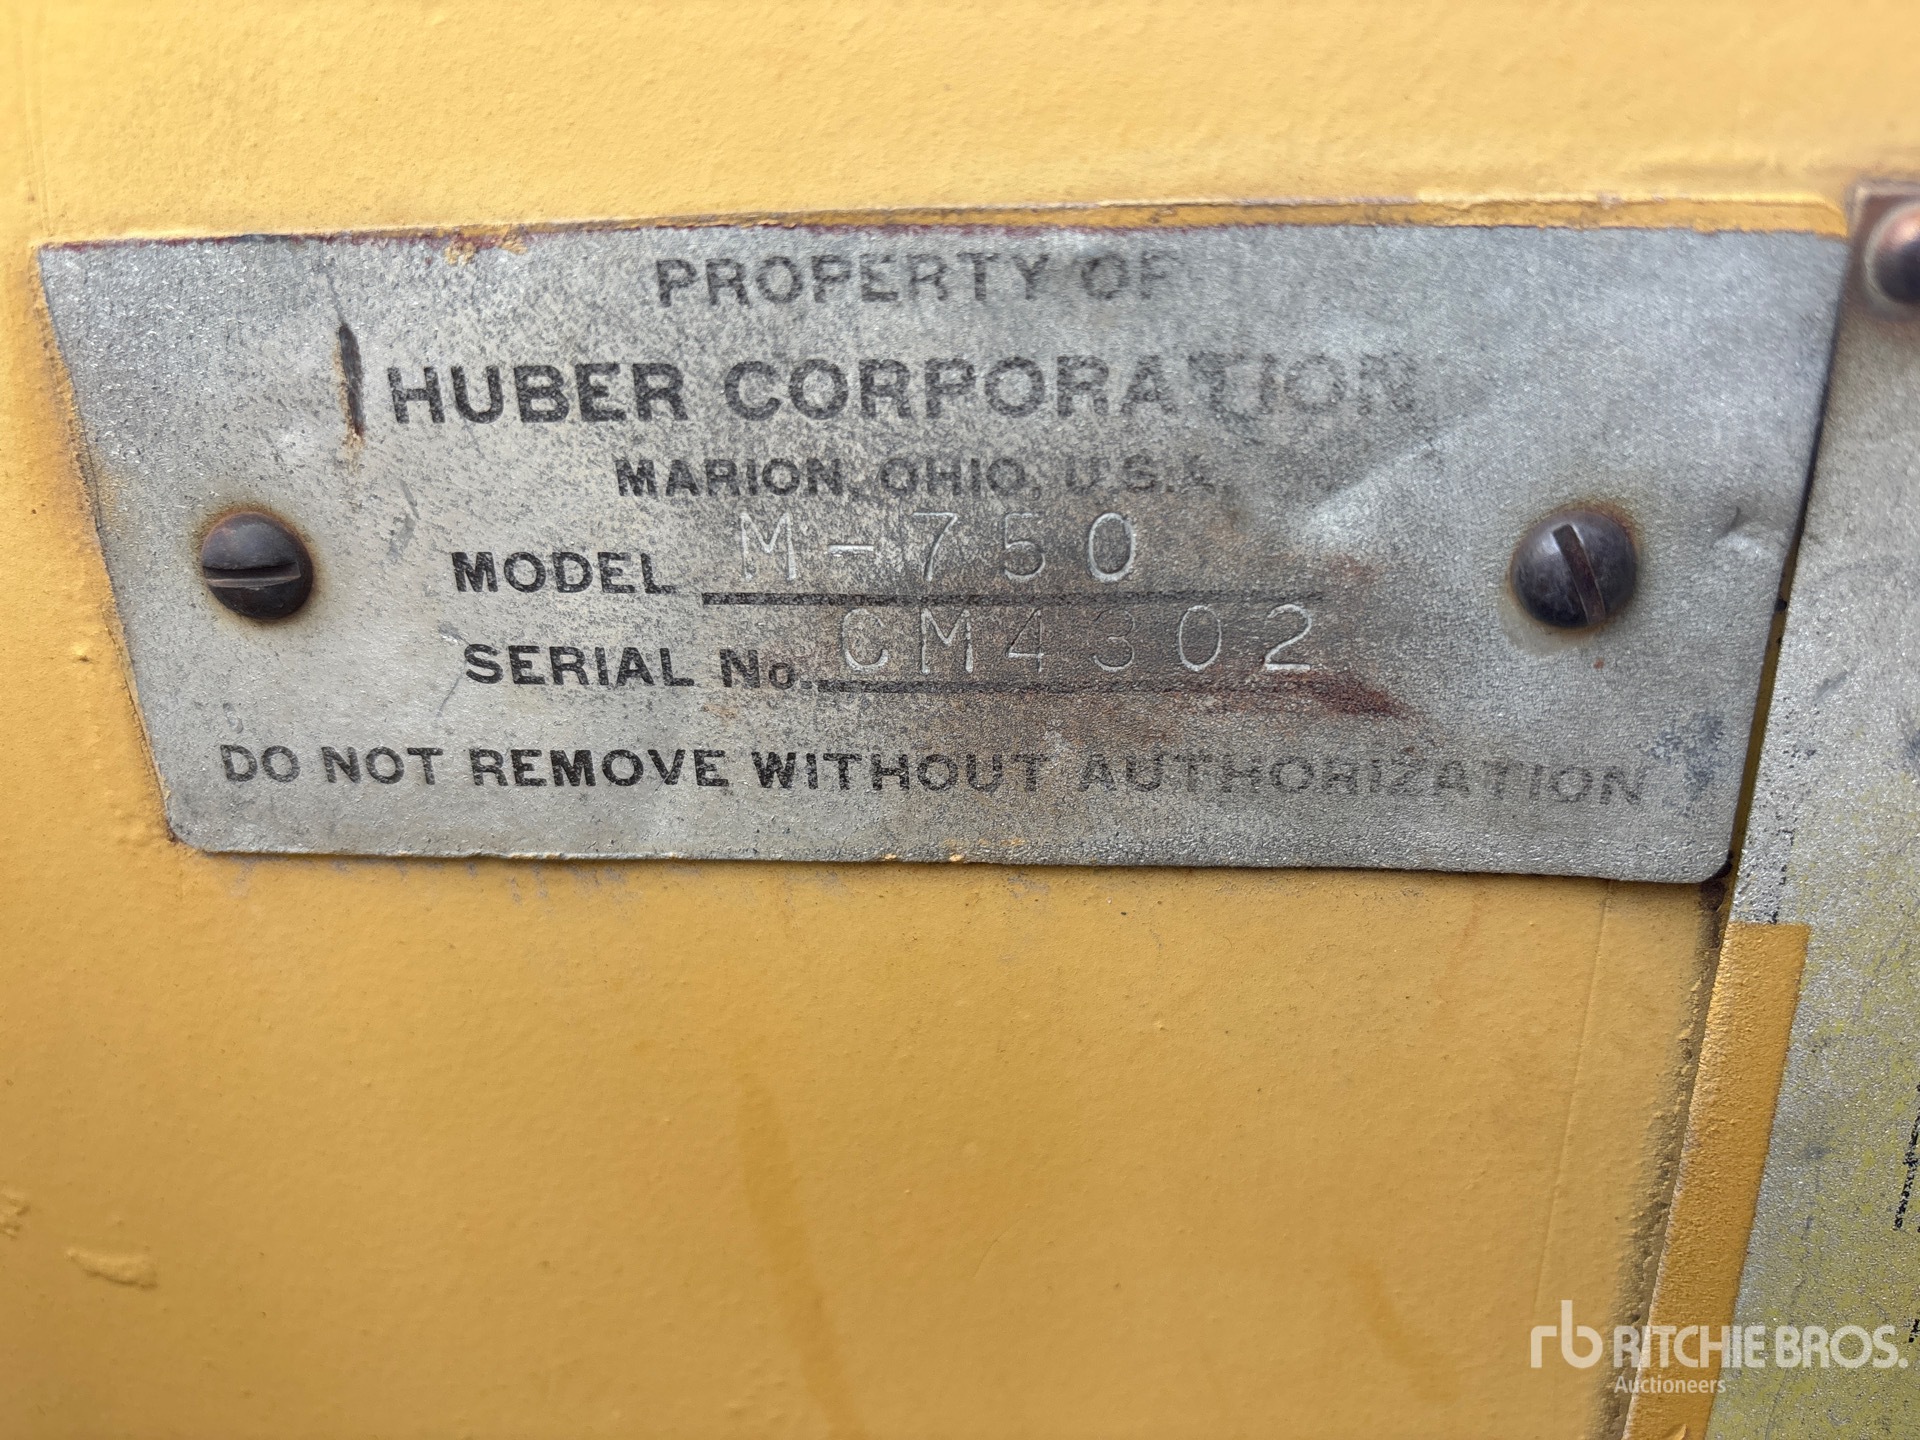 PROPERTY OF
HUBER CORPORATION
MARION, OHIO, U.S.A.
MODEL M-750
SERIAL No. CM4302
DO NOT REMOVE WITHOUT AUTHORIZATION
rb RITCHIE BROS.
Auctioneers